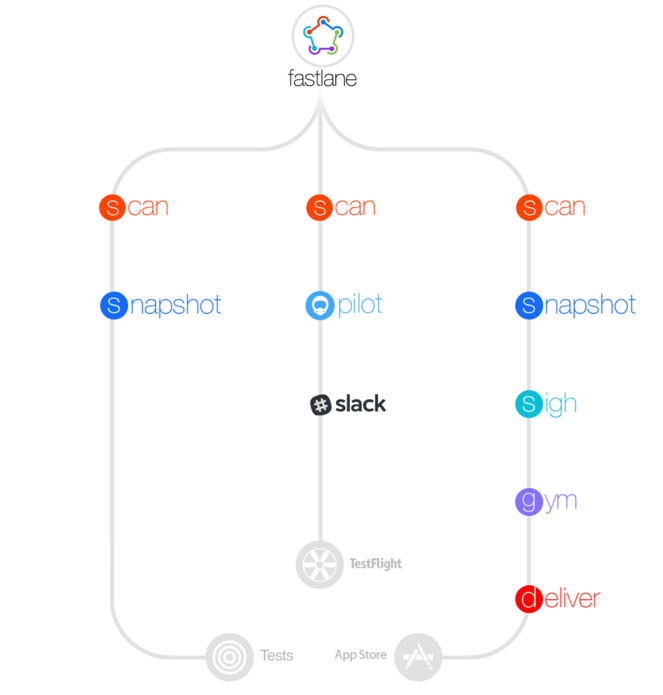 fastlane
scan scan scan
snapshot pilot snapshot
slack sigh
gym
TestFlight
deliver
Tests App Store